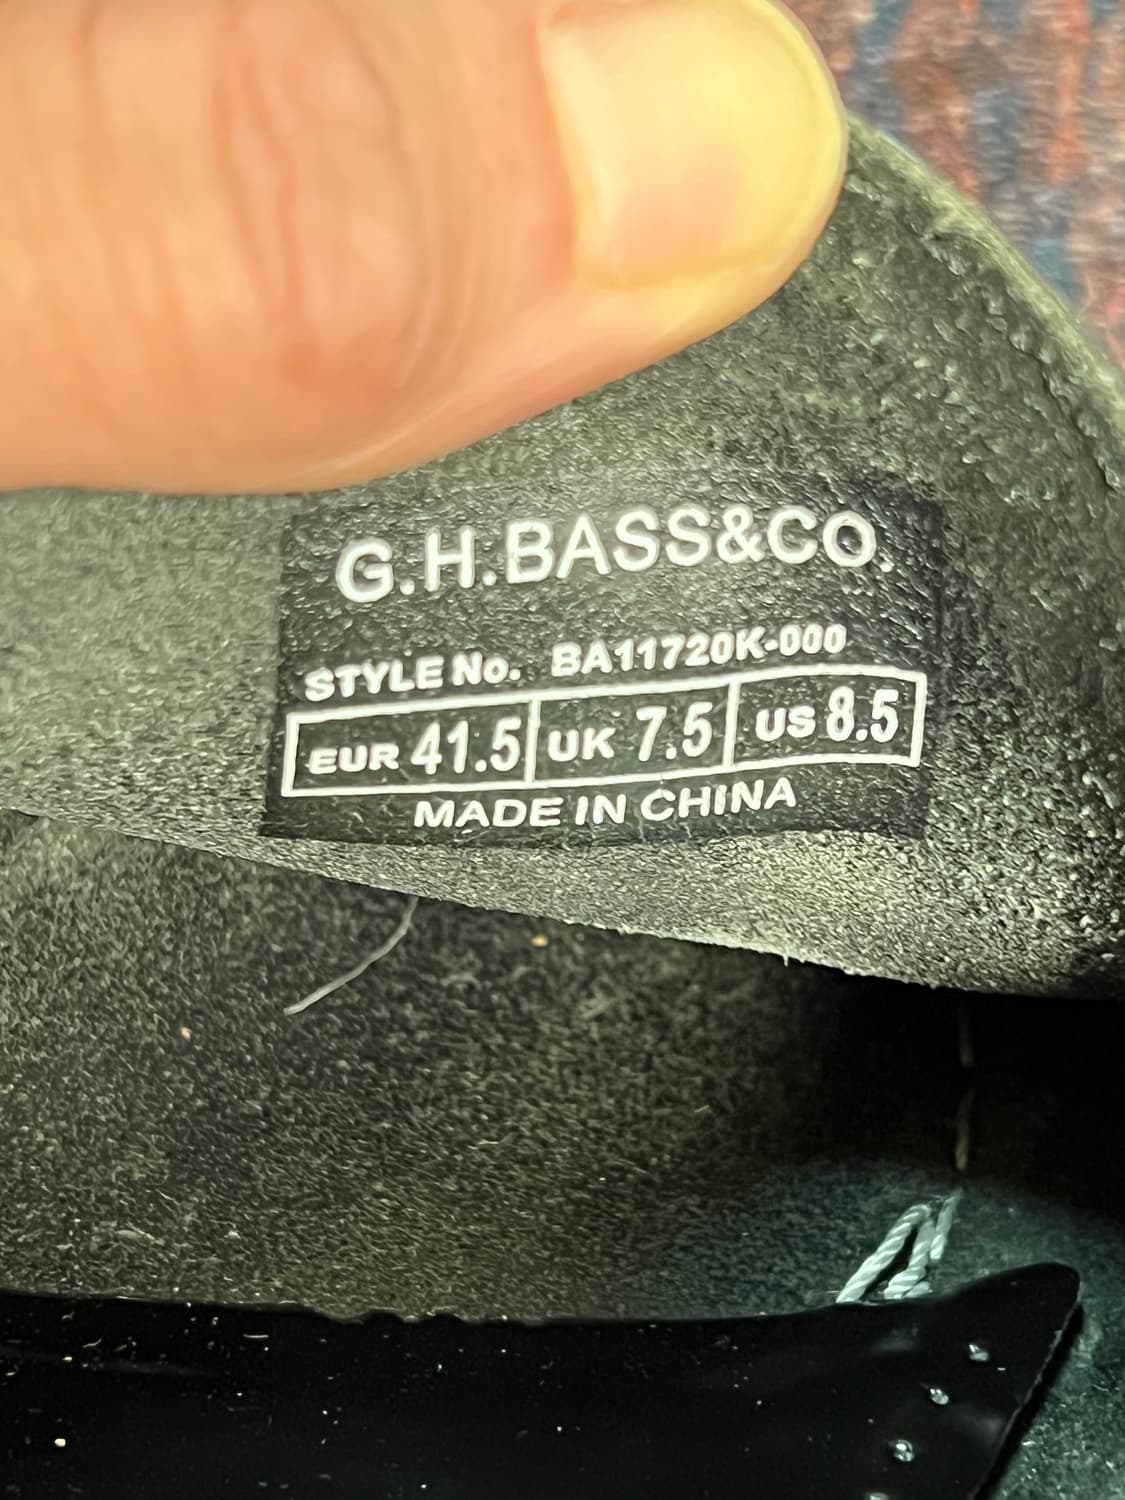 G.H.BASS&CO.
STYLE No. BA11720K-000
EUR 41.5 UK 7.5 US 8.5
MADE IN CHINA